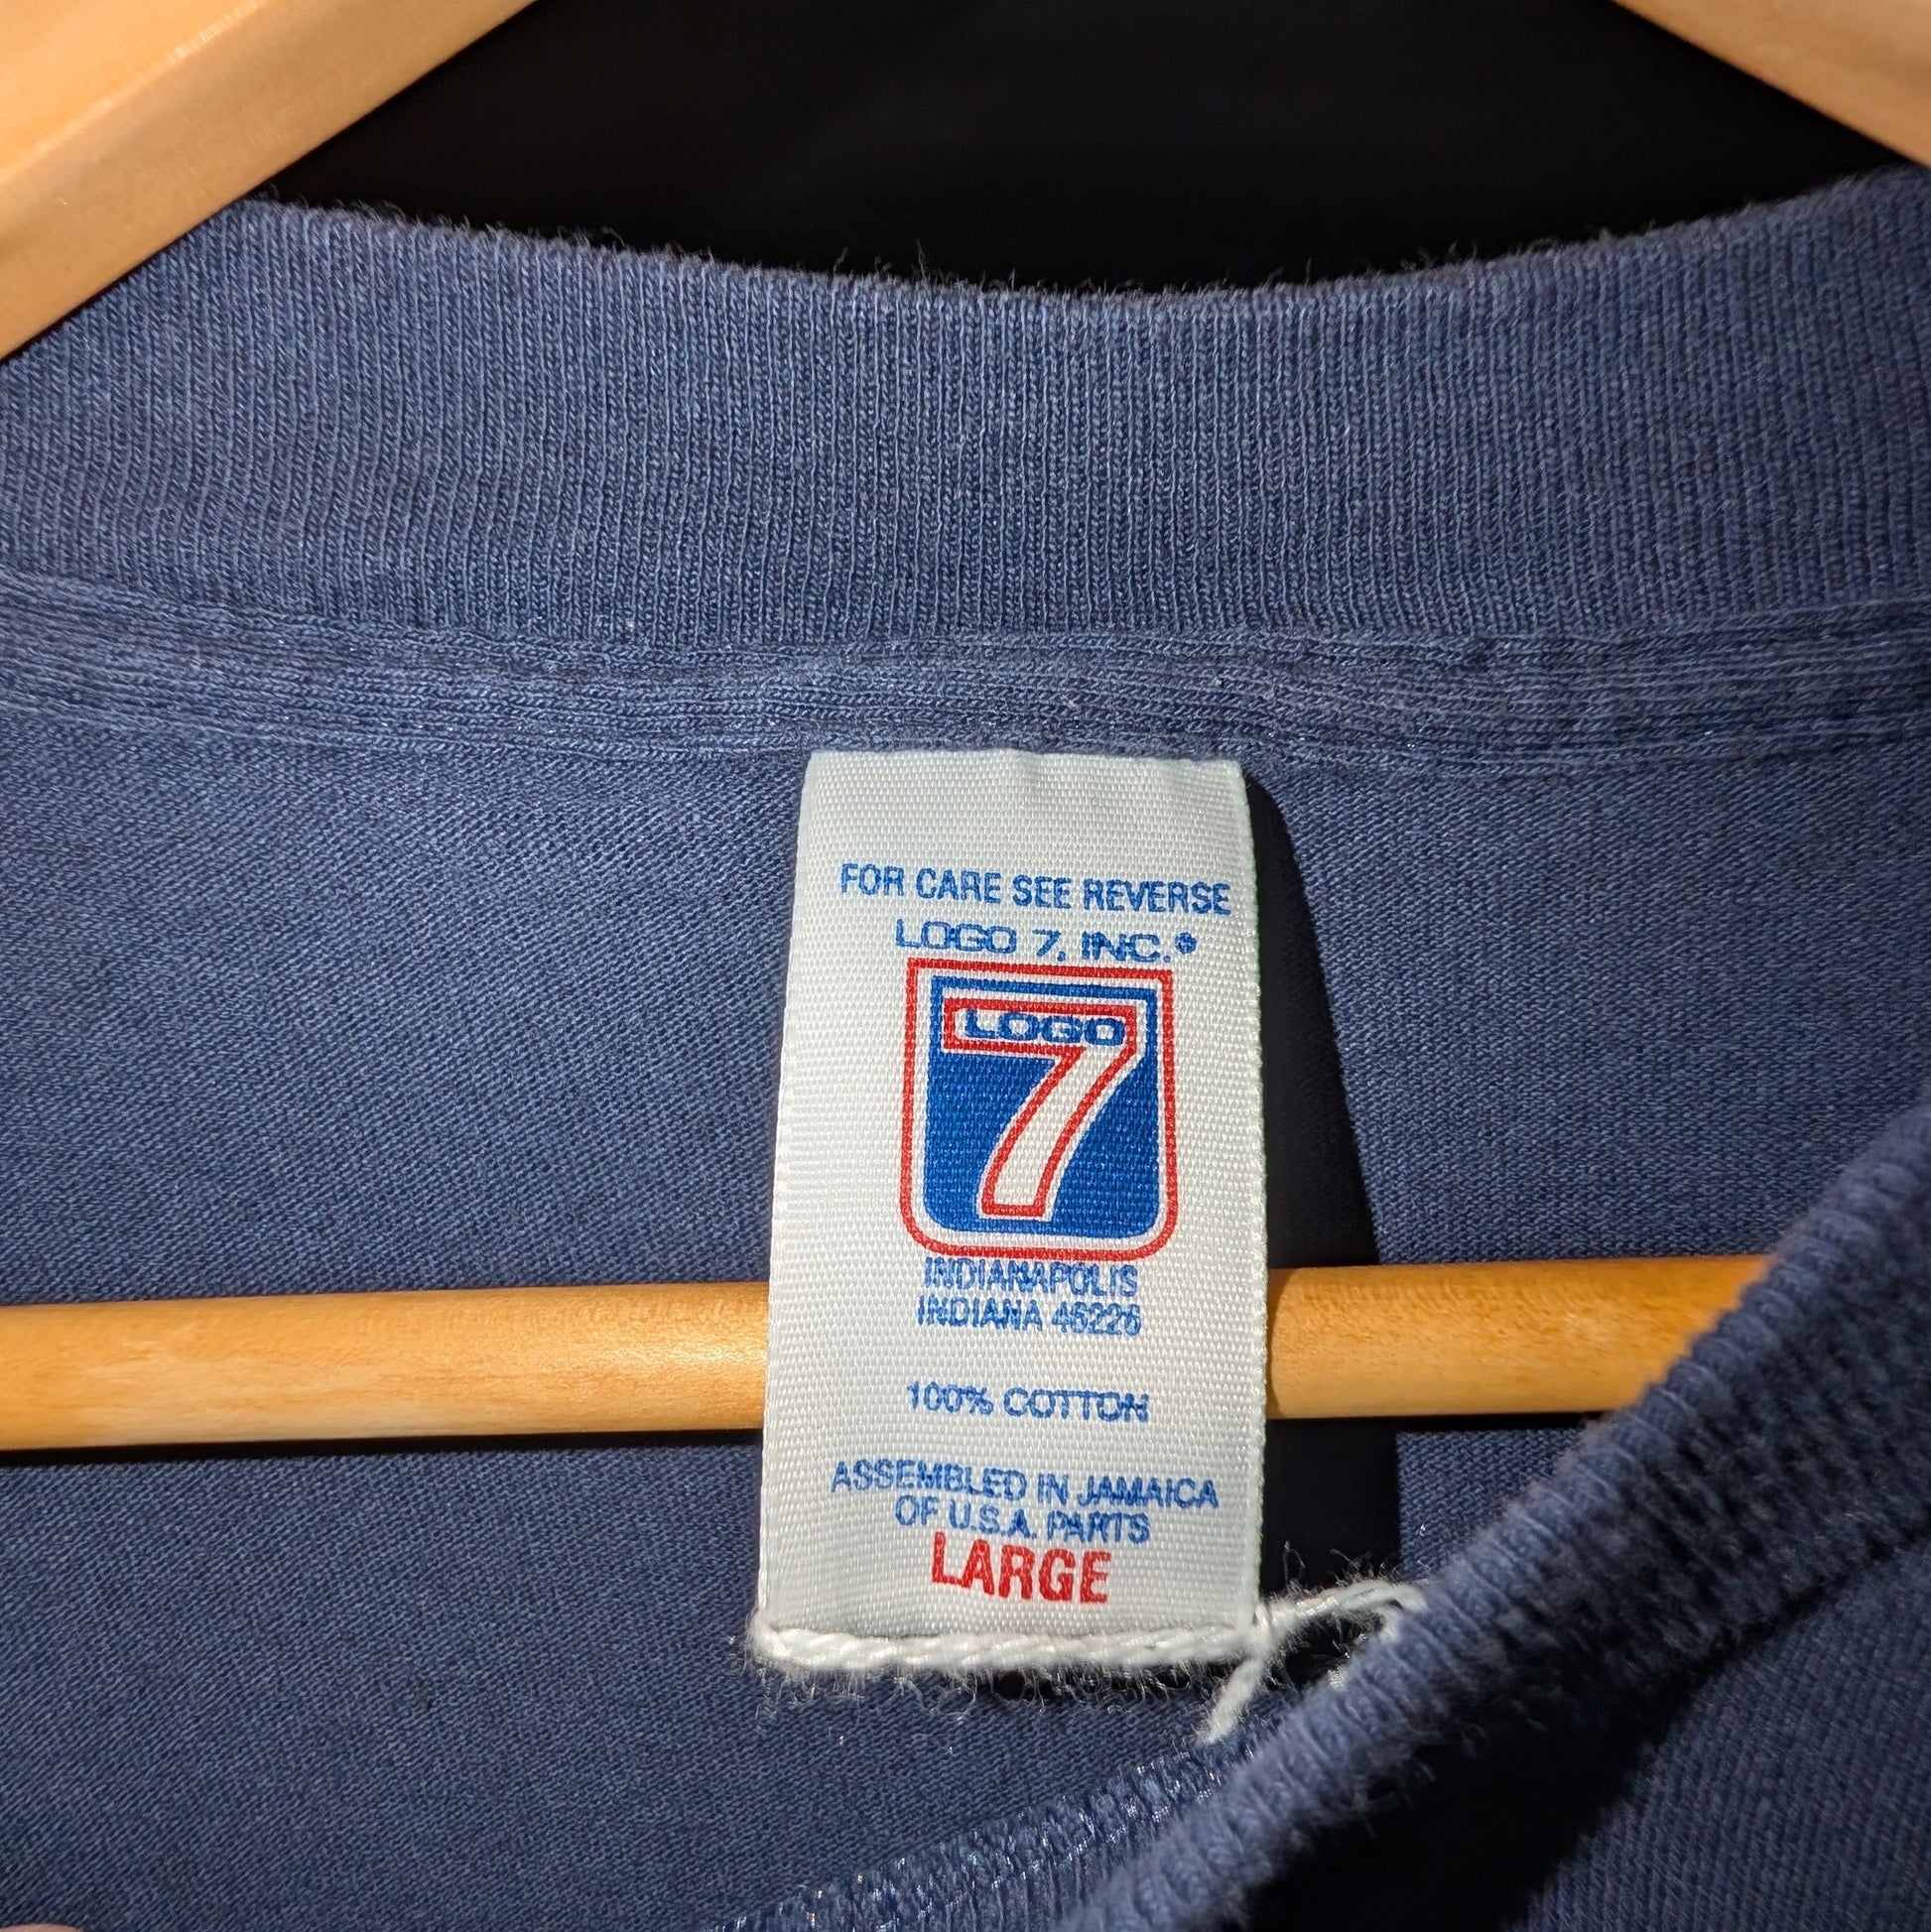 FOR CARE SEE REVERSE
LOGO 7, INC.®
LOGO
7
INDIANAPOLIS
INDIANA 46226
100% COTTON
ASSEMBLED IN JAMAICA
OF U.S.A. PARTS
LARGE